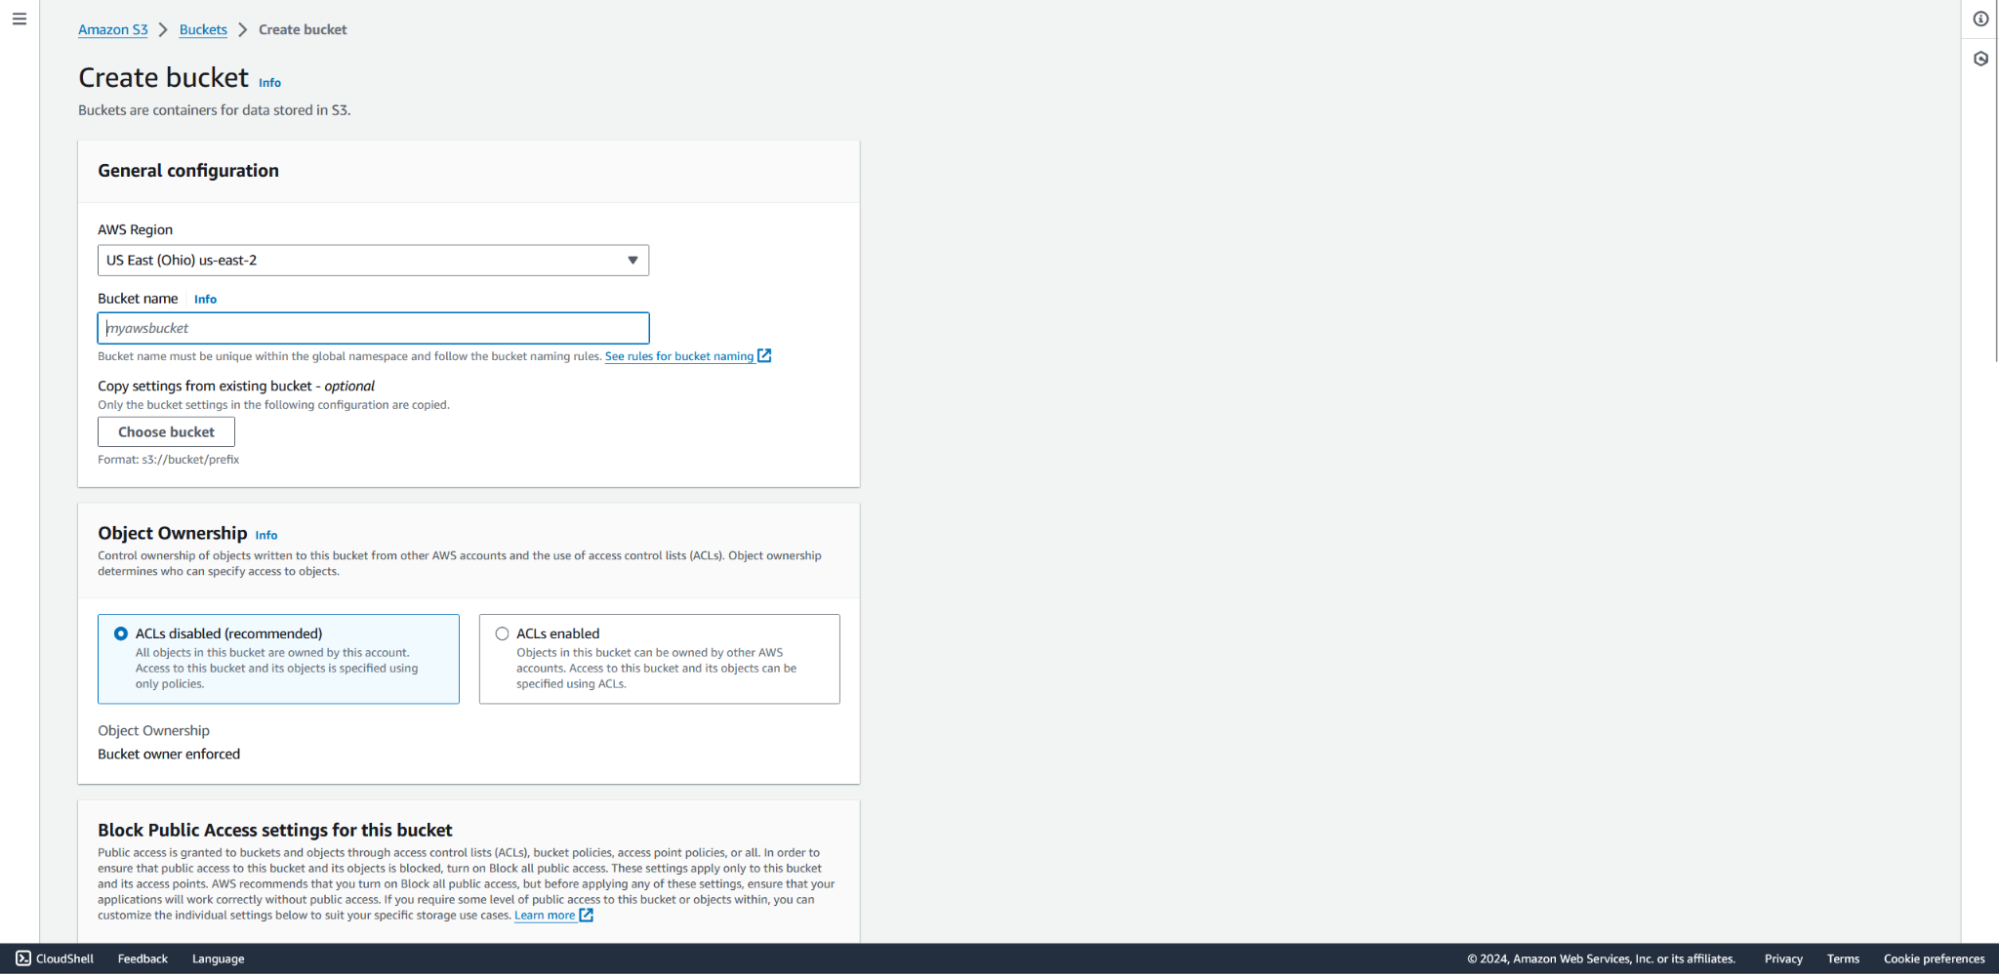 Amazon S3 > Buckets > Create bucket
Create bucket Info
Buckets are containers for data stored in S3.
General configuration
AWS Region
US East (Ohio) us-east-2
Bucket name Info
myawsbucket
Bucket name must be unique within the global namespace and follow the bucket naming rules. See rules for bucket naming
Copy settings from existing bucket - optional
Only the bucket settings in the following configuration are copied.
Choose bucket
Format: s3://bucket/prefix
Object Ownership Info
Control ownership of objects written to this bucket from other AWS accounts and the use of access control lists (ACLs). Object ownership
determines who can specify access to objects.
ACLs disabled (recommended)
All objects in this bucket are owned by this account.
Access to this bucket and its objects is specified using
only policies.
ACLs enabled
Objects in this bucket can be owned by other AWS
accounts. Access to this bucket and its objects can be
specified using ACLs.
Object Ownership
Bucket owner enforced
Block Public Access settings for this bucket
Public access is granted to buckets and objects through access control lists (ACLs), bucket policies, access point policies, or all. In order to
ensure that public access to this bucket and its objects is blocked, turn on Block all public access. These settings apply only to this bucket
and its access points. AWS recommends that you turn on Block all public access, but before applying any of these settings, ensure that your
applications will work correctly without public access. If you require some level of public access to this bucket or objects within, you can
customize the individual settings below to suit your specific storage use cases. Learn more
CloudShell Feedback Language © 2024, Amazon Web Services, Inc. or its affiliates. Privacy Terms Cookie preferences